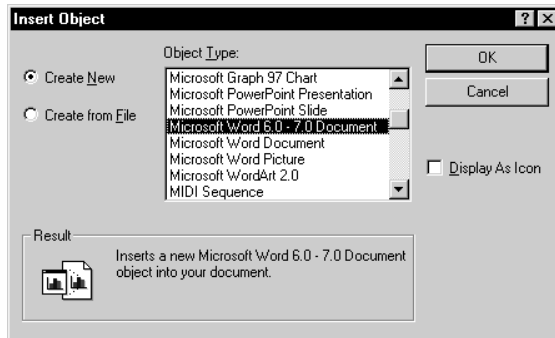 Insert Object
Object Type:
Create New
Create from File
Microsoft Graph 97 Chart
Microsoft PowerPoint Presentation
Microsoft PowerPoint Slide
Microsoft Word 6.0 - 7.0 Document
Microsoft Word Document
Microsoft Word Picture
Microsoft WordArt 2.0
MIDI Sequence
OK
Cancel
Display As Icon
Result
Inserts a new Microsoft Word 6.0 - 7.0 Document
object into your document.